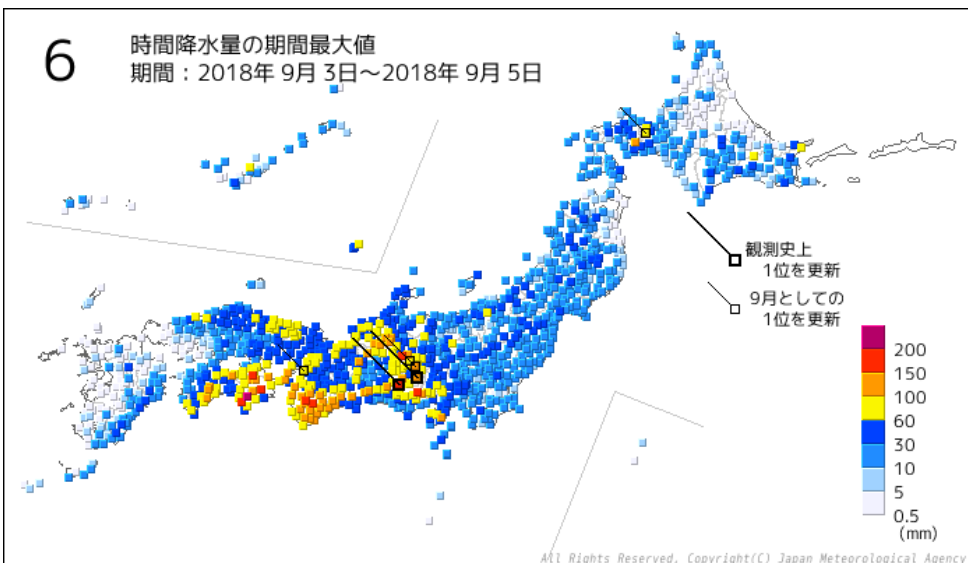 6
時間降水量の期間最大値
期間：2018年 9月 3日～2018年 9月 5日
観測史上
1位を更新
9月としての
1位を更新
200
150
100
60
30
10
5
0.5
(mm)
All Rights Reserved, Copyright(C) Japan Meteorological Agency